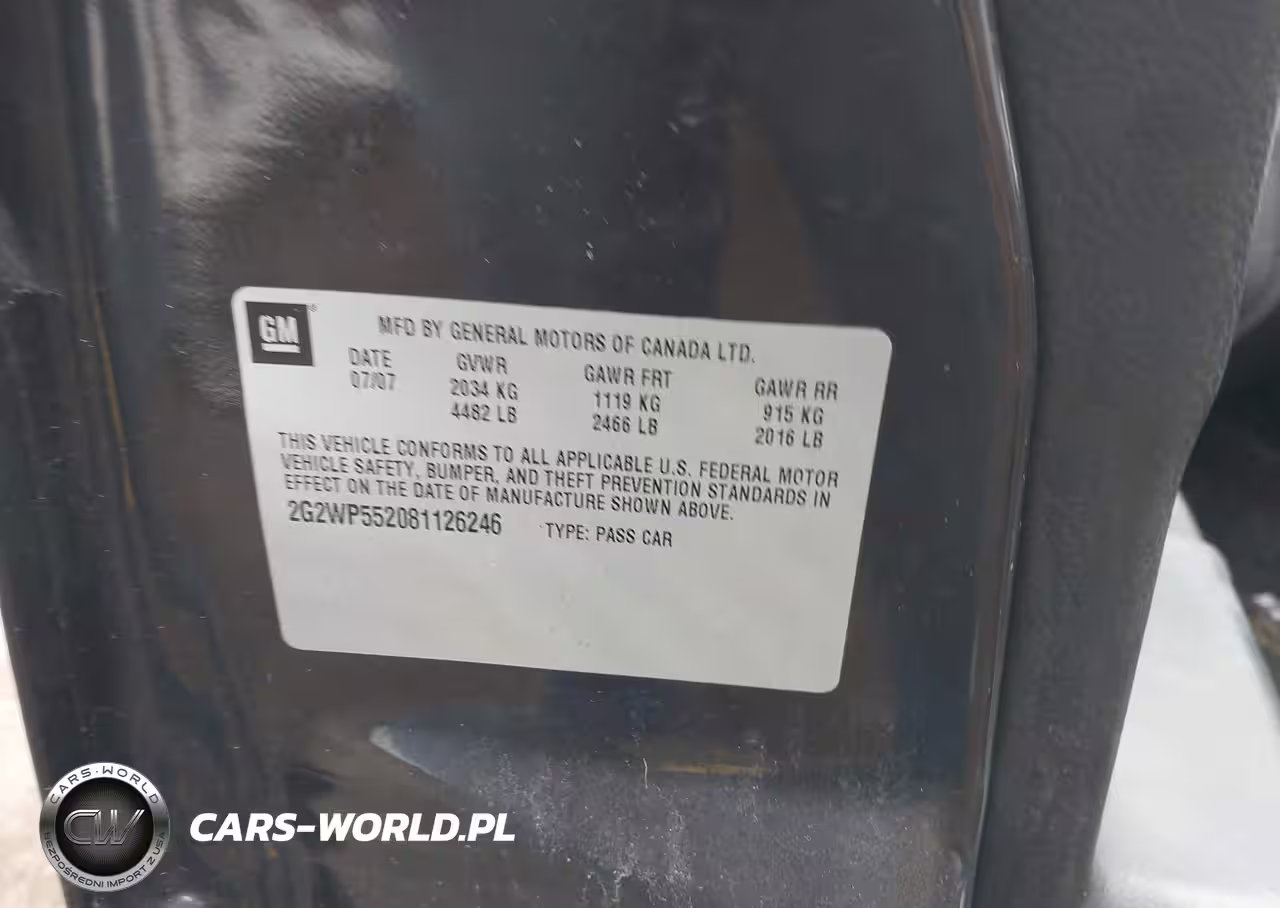 GM®
MFD BY GENERAL MOTORS OF CANADA LTD.
DATE GVWR GAWR FRT GAWR RR
07/07 2034 KG 1119 KG 915 KG
4482 LB 2466 LB 2016 LB
THIS VEHICLE CONFORMS TO ALL APPLICABLE U.S. FEDERAL MOTOR
VEHICLE SAFETY, BUMPER, AND THEFT PREVENTION STANDARDS IN
EFFECT ON THE DATE OF MANUFACTURE SHOWN ABOVE.
2G2WP552081126246 TYPE: PASS CAR
CARS-WORLD
CW
BEZPOŚREDNI IMPORT Z USA
CARS-WORLD.PL